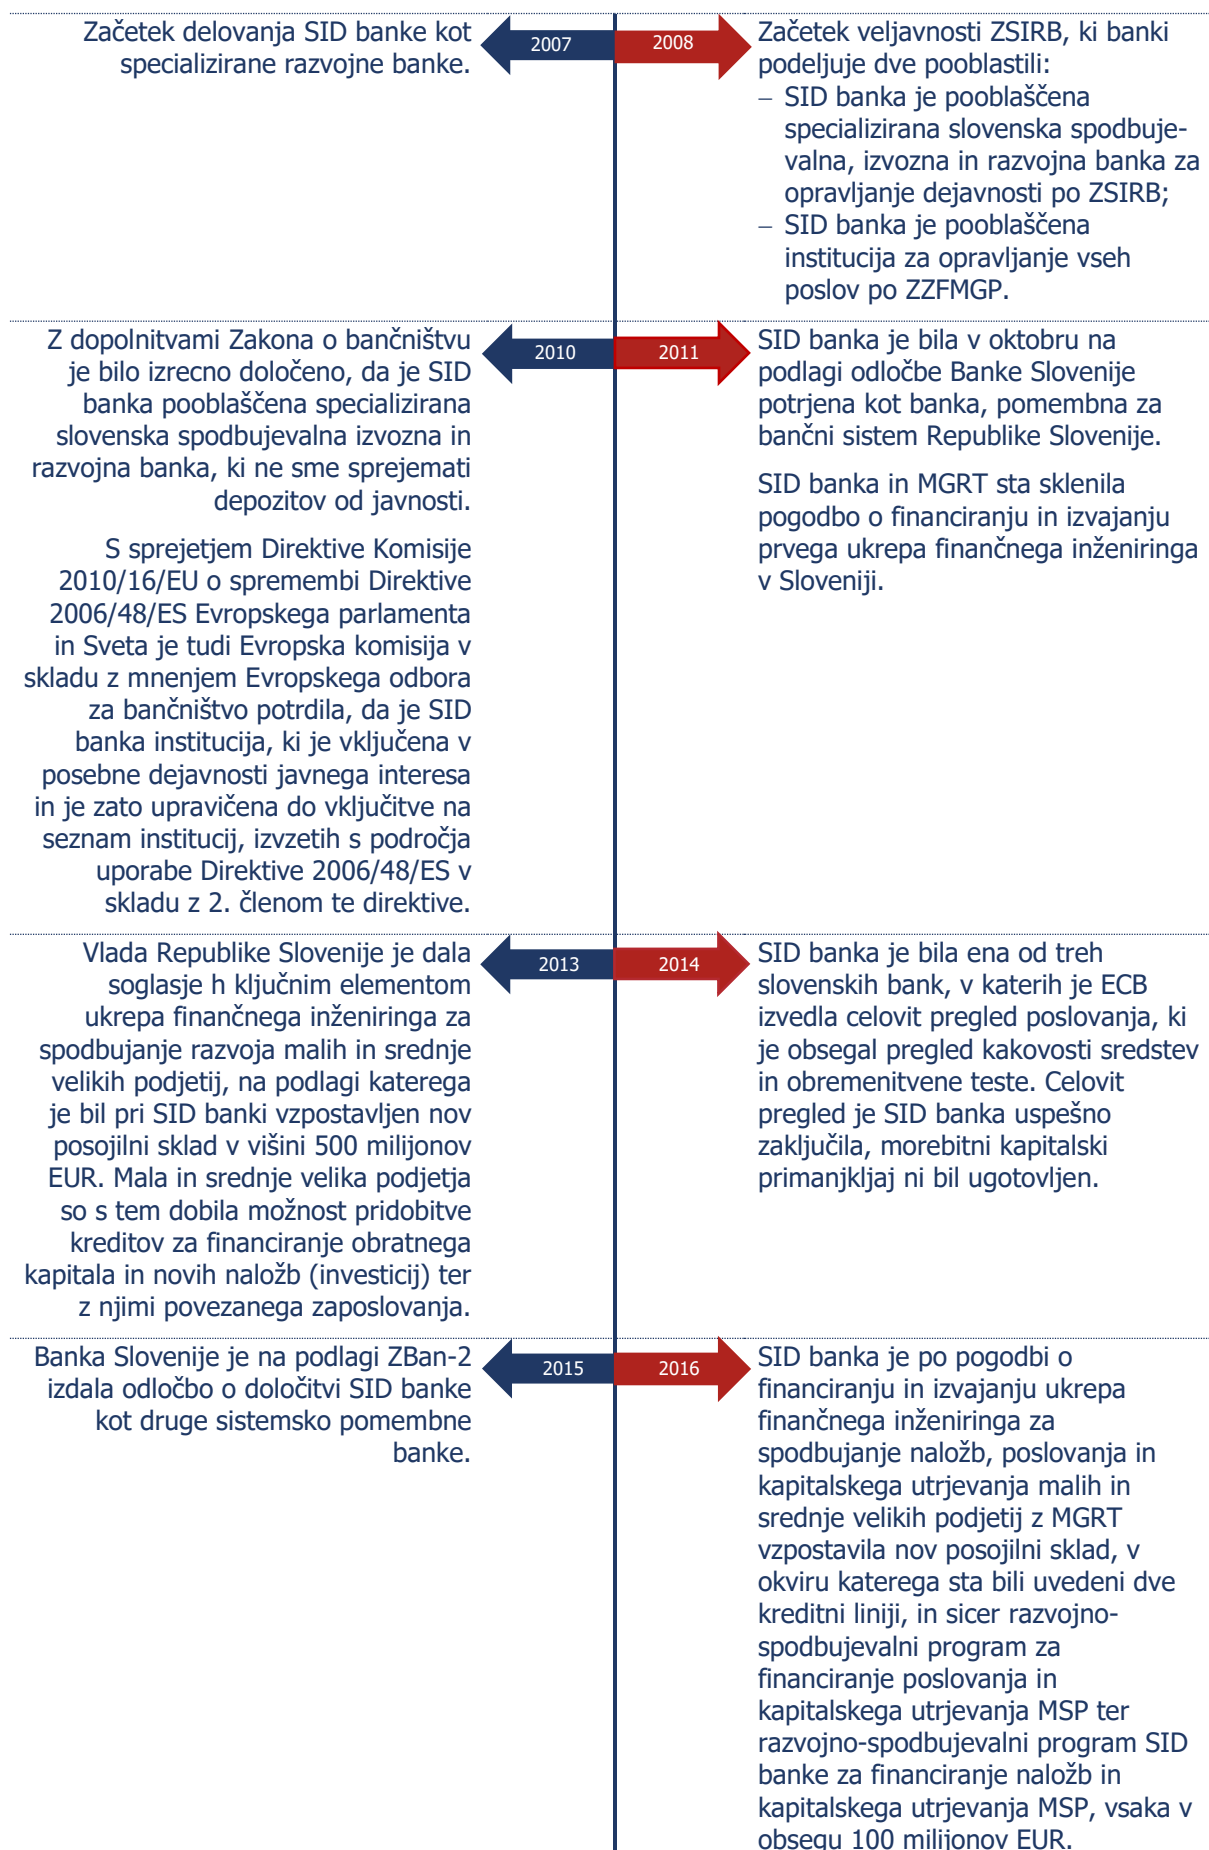 Začetek delovanja SID banke kot
specializirane razvojne banke.
2007
2008
Začetek veljavnosti ZSIRB, ki banki
podeljuje dve pooblastili:
– SID banka je pooblaščena
specializirana slovenska spodbuje-
valna, izvozna in razvojna banka za
opravljanje dejavnosti po ZSIRB;
– SID banka je pooblaščena
institucija za opravljanje vseh
poslov po ZZFMGP.
Z dopolnitvami Zakona o bančništvu
je bilo izrecno določeno, da je SID
banka pooblaščena specializirana
slovenska spodbujevalna izvozna in
razvojna banka, ki ne sme sprejemati
depozitov od javnosti.
S sprejetjem Direktive Komisije
2010/16/EU o spremembi Direktive
2006/48/ES Evropskega parlamenta
in Sveta je tudi Evropska komisija v
skladu z mnenjem Evropskega odbora
za bančništvo potrdila, da je SID
banka institucija, ki je vključena v
posebne dejavnosti javnega interesa
in je zato upravičena do vključitve na
seznam institucij, izvzetih s področja
uporabe Direktive 2006/48/ES v
skladu z 2. členom te direktive.
2010
2011
SID banka je bila v oktobru na
podlagi odločbe Banke Slovenije
potrjena kot banka, pomembna za
bančni sistem Republike Slovenije.
SID banka in MGRT sta sklenila
pogodbo o financiranju in izvajanju
prvega ukrepa finančnega inženiringa
v Sloveniji.
Vlada Republike Slovenije je dala
soglasje h ključnim elementom
ukrepa finančnega inženiringa za
spodbujanje razvoja malih in srednje
velikih podjetij, na podlagi katerega
je bil pri SID banki vzpostavljen nov
posojilni sklad v višini 500 milijonov
EUR. Mala in srednje velika podjetja
so s tem dobila možnost pridobitve
kreditov za financiranje obratnega
kapitala in novih naložb (investicij) ter
z njimi povezanega zaposlovanja.
2013
2014
SID banka je bila ena od treh
slovenskih bank, v katerih je ECB
izvedla celovit pregled poslovanja, ki
je obsegal pregled kakovosti sredstev
in obremenitvene teste. Celovit
pregled je SID banka uspešno
zaključila, morebitni kapitalski
primanjkljaj ni bil ugotovljen.
Banka Slovenije je na podlagi ZBan-2
izdala odločbo o določitvi SID banke
kot druge sistemsko pomembne
banke.
2015
2016
SID banka je po pogodbi o
financiranju in izvajanju ukrepa
finančnega inženiringa za
spodbujanje naložb, poslovanja in
kapitalskega utrjevanja malih in
srednje velikih podjetij z MGRT
vzpostavila nov posojilni sklad, v
okviru katerega sta bili uvedeni dve
kreditni liniji, in sicer razvojno-
spodbujevalni program za
financiranje poslovanja in
kapitalskega utrjevanja MSP ter
razvojno-spodbujevalni program SID
banke za financiranje naložb in
kapitalskega utrjevanja MSP, vsaka v
obsegu 100 milijonov EUR.